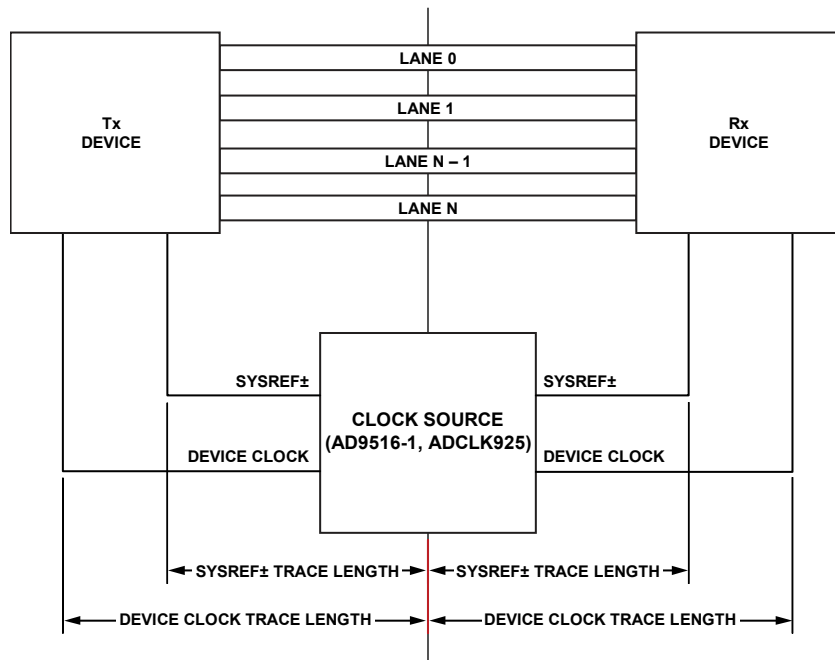 LANE 0
LANE 1
LANE N – 1
LANE N
Tx
DEVICE
Rx
DEVICE
SYSREF±
SYSREF±
CLOCK SOURCE
(AD9516-1, ADCLK925)
DEVICE CLOCK
DEVICE CLOCK
SYSREF± TRACE LENGTH
SYSREF± TRACE LENGTH
DEVICE CLOCK TRACE LENGTH
DEVICE CLOCK TRACE LENGTH